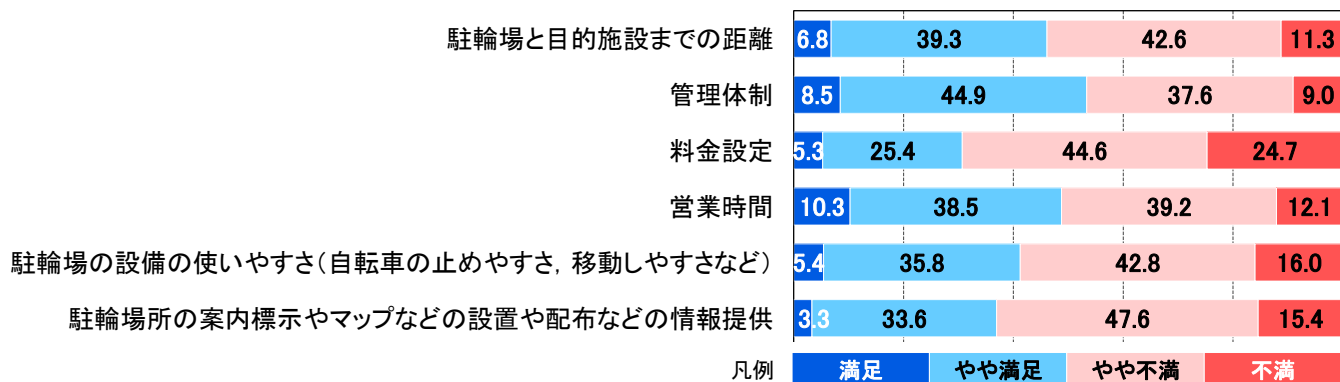 駐輪場と目的施設までの距離 6.8 39.3 42.6 11.3
管理体制 8.5 44.9 37.6 9.0
料金設定 5.3 25.4 44.6 24.7
営業時間 10.3 38.5 39.2 12.1
駐輪場の設備の使いやすさ(自転車の止めやすさ, 移動しやすさなど) 5.4 35.8 42.8 16.0
駐輪場所の案内標示やマップなどの設置や配布などの情報提供 3.3 33.6 47.6 15.4
凡例 満足 やや満足 やや不満 不満